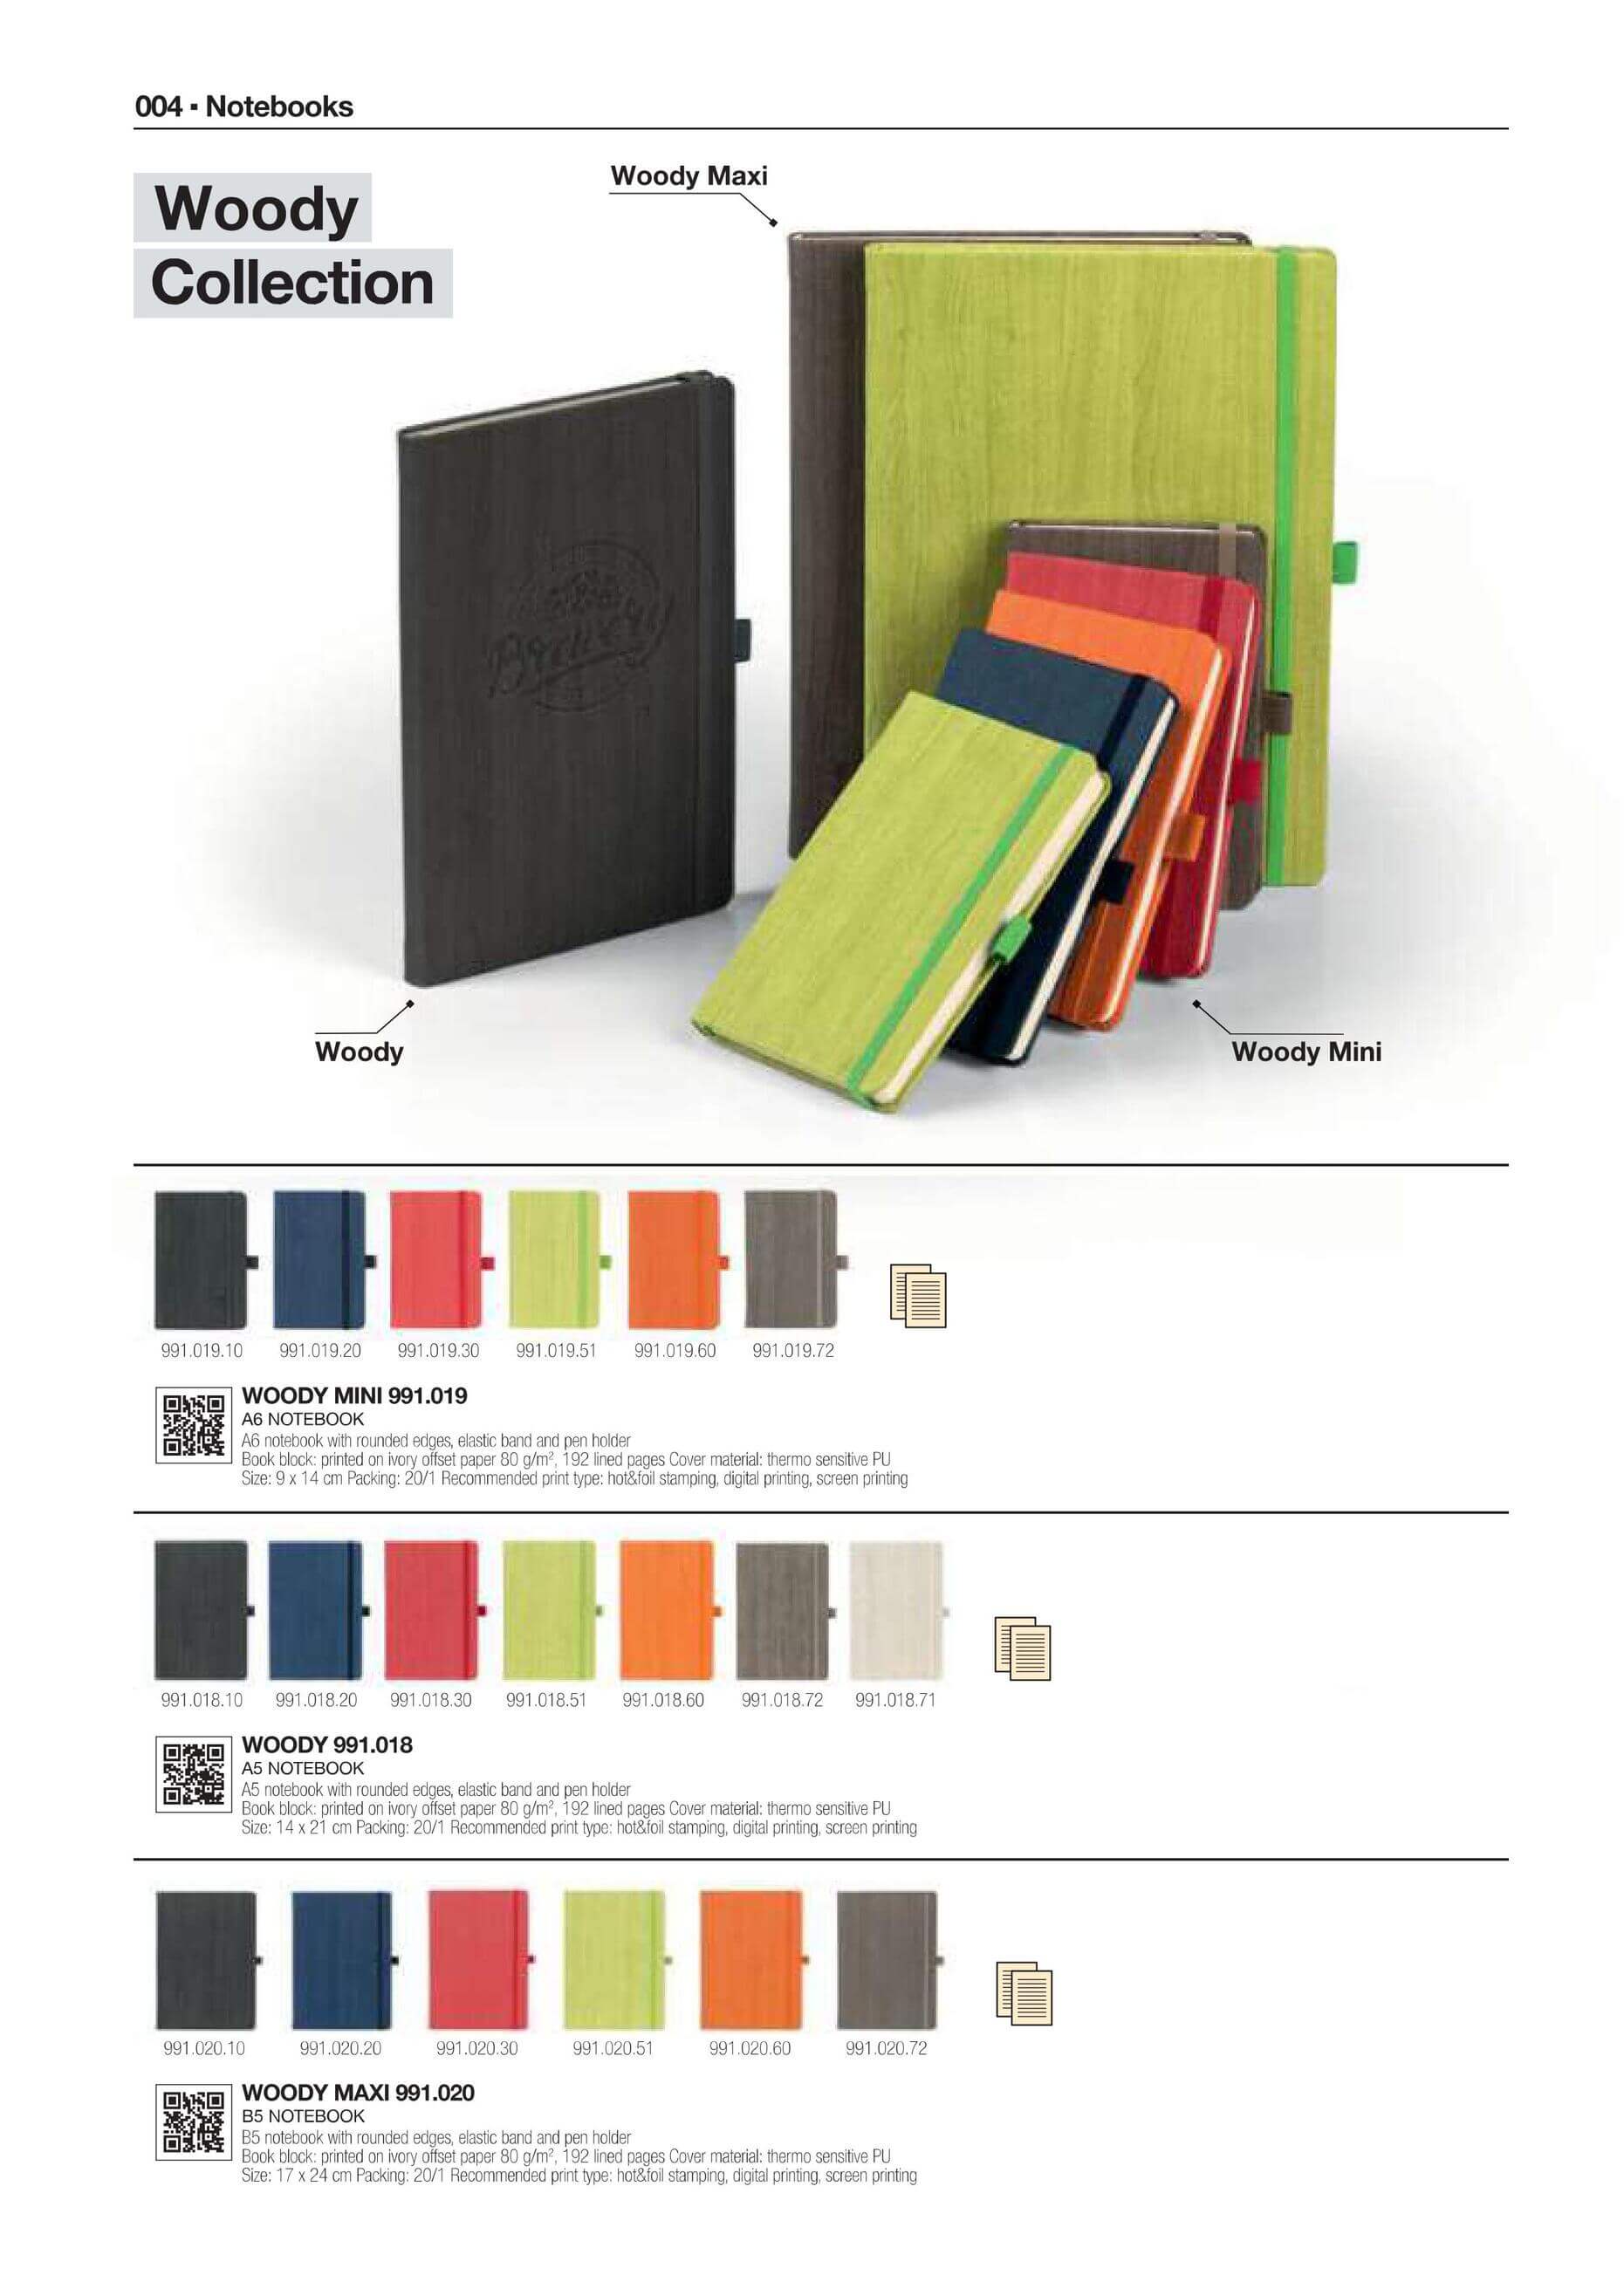 004 ▪ Notebooks
Woody Maxi
Woody
Collection
Woody
Woody Mini
991.019.10 991.019.20 991.019.30 991.019.51 991.019.60 991.019.72
WOODY MINI 991.019
A6 NOTEBOOK
A6 notebook with rounded edges, elastic band and pen holder
Book block: printed on ivory offset paper 80 g/m², 192 lined pages Cover material: thermo sensitive PU
Size: 9 x 14 cm Packing: 20/1 Recommended print type: hot&foil stamping, digital printing, screen printing
991.018.10 991.018.20 991.018.30 991.018.51 991.018.60 991.018.72 991.018.71
WOODY 991.018
A5 NOTEBOOK
A5 notebook with rounded edges, elastic band and pen holder
Book block: printed on ivory offset paper 80 g/m², 192 lined pages Cover material: thermo sensitive PU
Size: 14 x 21 cm Packing: 20/1 Recommended print type: hot&foil stamping, digital printing, screen printing
991.020.10 991.020.20 991.020.30 991.020.51 991.020.60 991.020.72
WOODY MAXI 991.020
B5 NOTEBOOK
B5 notebook with rounded edges, elastic band and pen holder
Book block: printed on ivory offset paper 80 g/m², 192 lined pages Cover material: thermo sensitive PU
Size: 17 x 24 cm Packing: 20/1 Recommended print type: hot&foil stamping, digital printing, screen printing